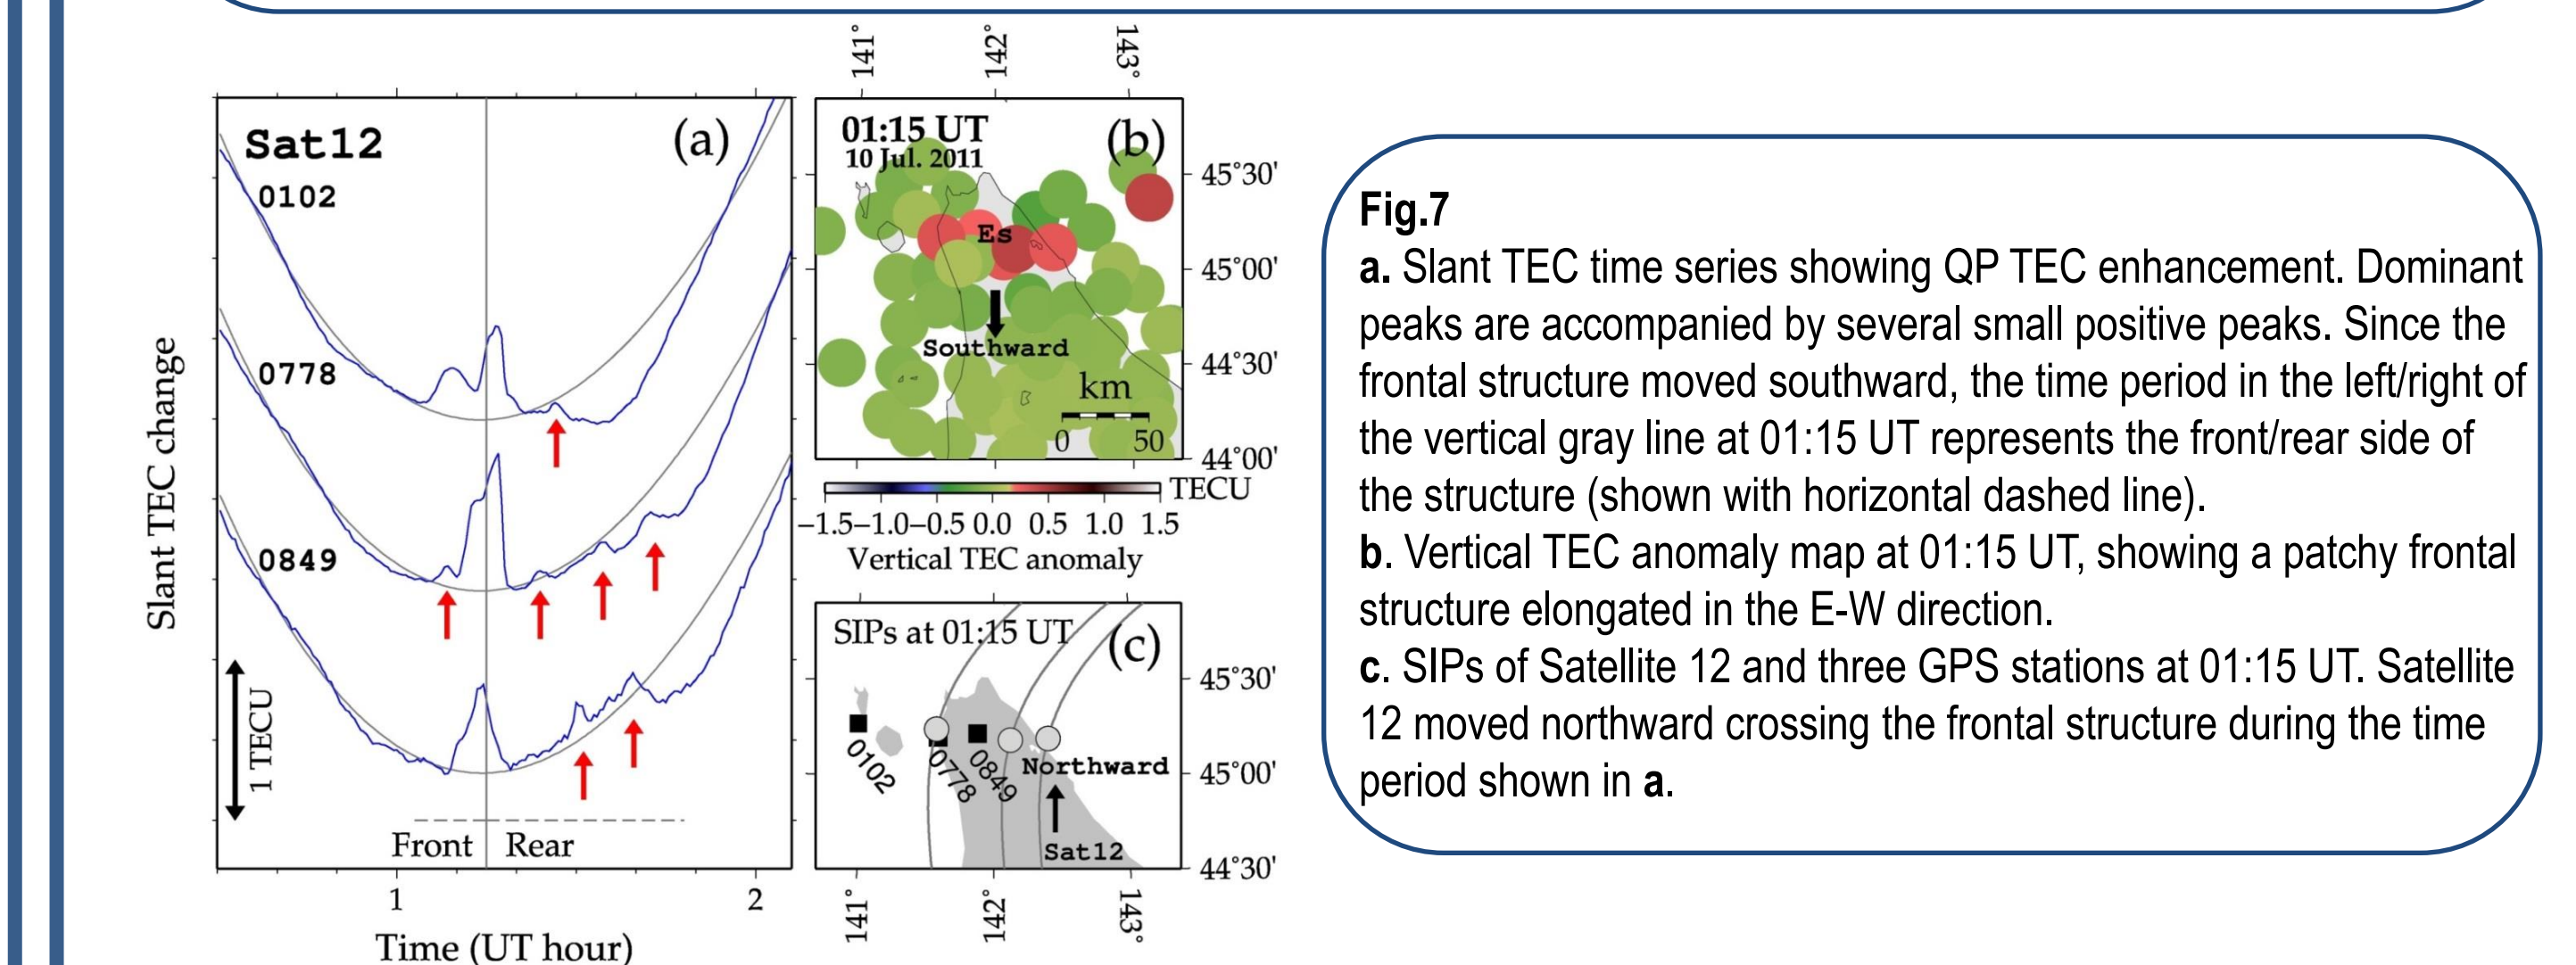 Sat12
(a)
0102
0778
0849
Slant TEC change
1 TECU
Front
Rear
1
2
Time (UT hour)
141°
142°
143°
01:15 UT
10 Jul. 2011
(b)
Es
Southward
km
0
50
45°30'
45°00'
44°30'
44°00'
TECU
−1.5−1.0−0.5 0.0 0.5 1.0 1.5
Vertical TEC anomaly
SIPs at 01:15 UT
(c)
0102
0778
0849
Northward
Sat12
45°30'
45°00'
44°30'
141°
142°
143°
Fig.7
a. Slant TEC time series showing QP TEC enhancement. Dominant
peaks are accompanied by several small positive peaks. Since the
frontal structure moved southward, the time period in the left/right of
the vertical gray line at 01:15 UT represents the front/rear side of
the structure (shown with horizontal dashed line).
b. Vertical TEC anomaly map at 01:15 UT, showing a patchy frontal
structure elongated in the E-W direction.
c. SIPs of Satellite 12 and three GPS stations at 01:15 UT. Satellite
12 moved northward crossing the frontal structure during the time
period shown in a.